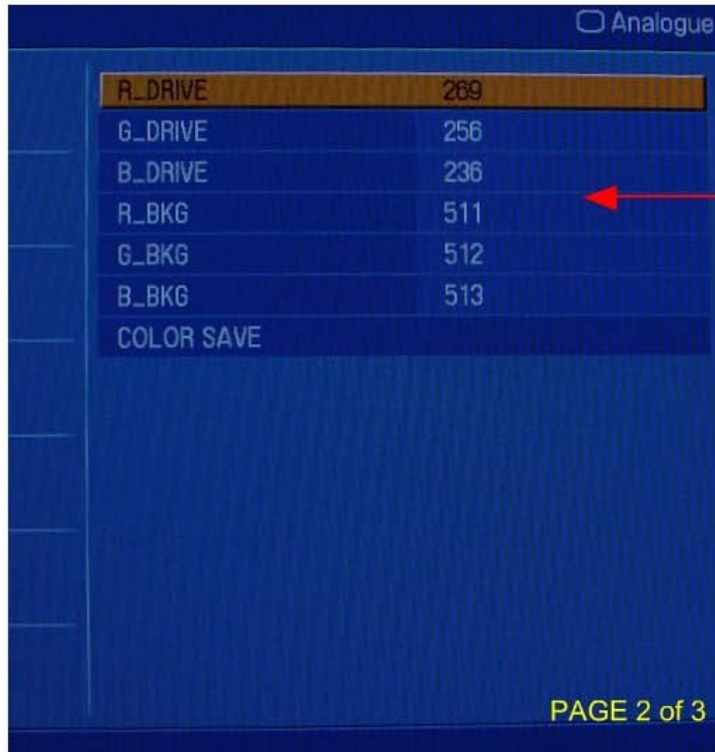 Analogue
R_DRIVE 269
G_DRIVE 256
B_DRIVE 236
R_BKG 511
G_BKG 512
B_BKG 513
COLOR SAVE
PAGE 2 of 3